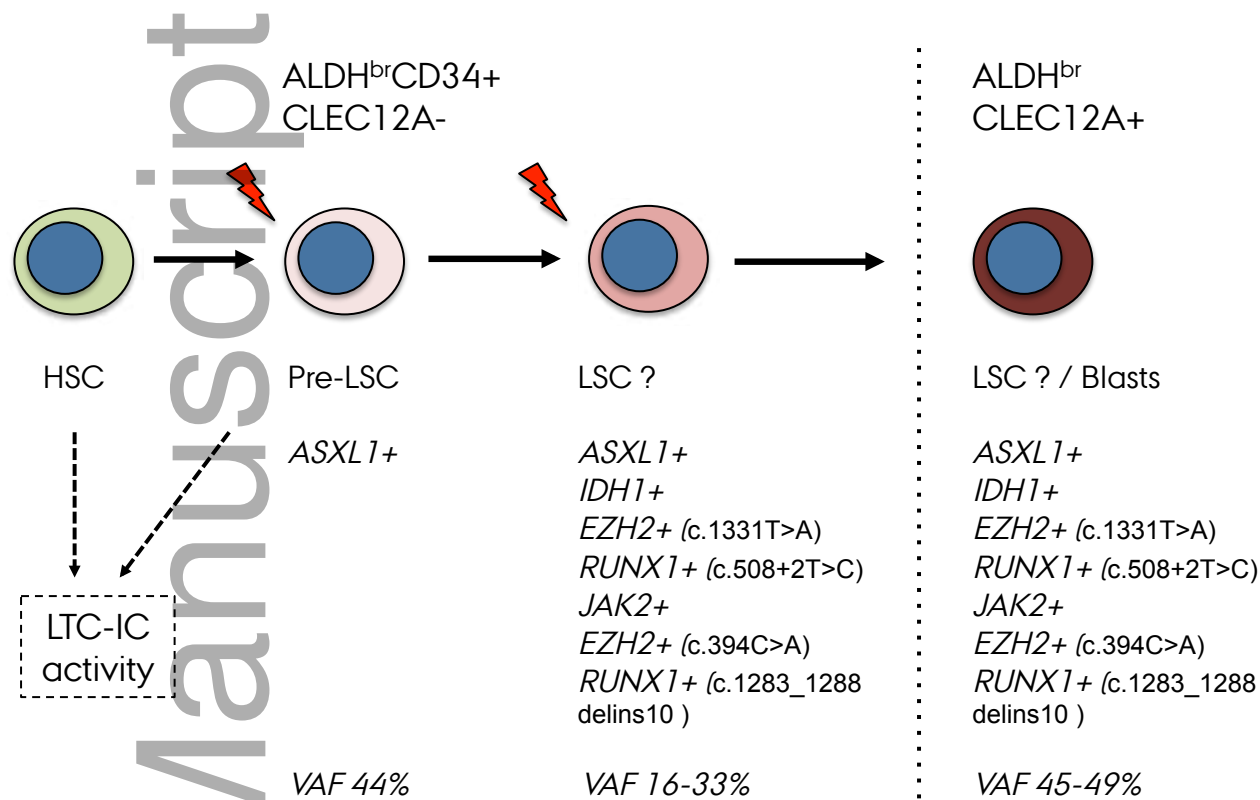 Manuscript
ALDHbrCD34+
CLEC12A-
ALDHbr
CLEC12A+
HSC
Pre-LSC
LSC ?
LSC ? / Blasts
ASXL1+
ASXL1+
IDH1+
EZH2+ (c.1331T>A)
RUNX1+ (c.508+2T>C)
JAK2+
EZH2+ (c.394C>A)
RUNX1+ (c.1283_1288
delins10 )
ASXL1+
IDH1+
EZH2+ (c.1331T>A)
RUNX1+ (c.508+2T>C)
JAK2+
EZH2+ (c.394C>A)
RUNX1+ (c.1283_1288
delins10 )
LTC-IC
activity
VAF 44%
VAF 16-33%
VAF 45-49%